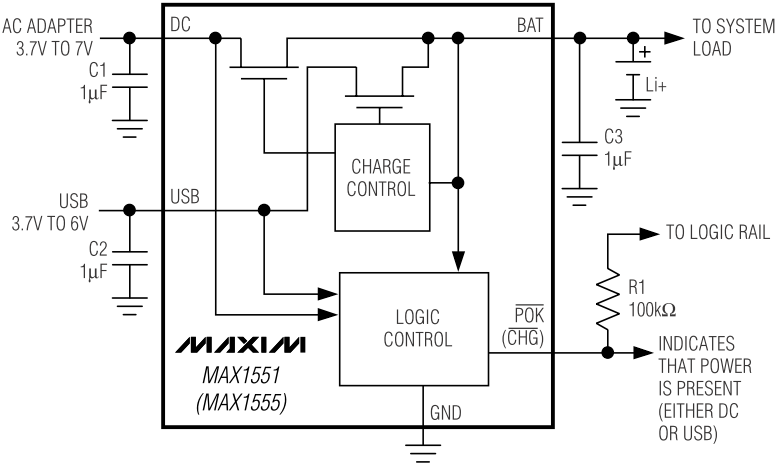 AC ADAPTER
3.7V TO 7V
DC
BAT
TO SYSTEM
LOAD
C1
1µF
+
Li+
C3
1µF
CHARGE
CONTROL
USB
3.7V TO 6V
USB
C2
1µF
TO LOGIC RAIL
R1
100kΩ
LOGIC
CONTROL
POK
(CHG)
INDICATES
THAT POWER
IS PRESENT
(EITHER DC
OR USB)
MAXIM
MAX1551
(MAX1555)
GND